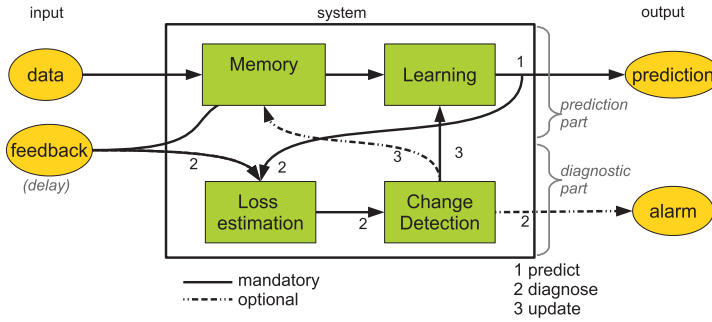 input
system
output
data
Memory
Learning
1
prediction
prediction
part
feedback
(delay)
2
2
3
3
diagnostic
part
Loss
estimation
2
Change
Detection
2
alarm
mandatory
optional
1 predict
2 diagnose
3 update